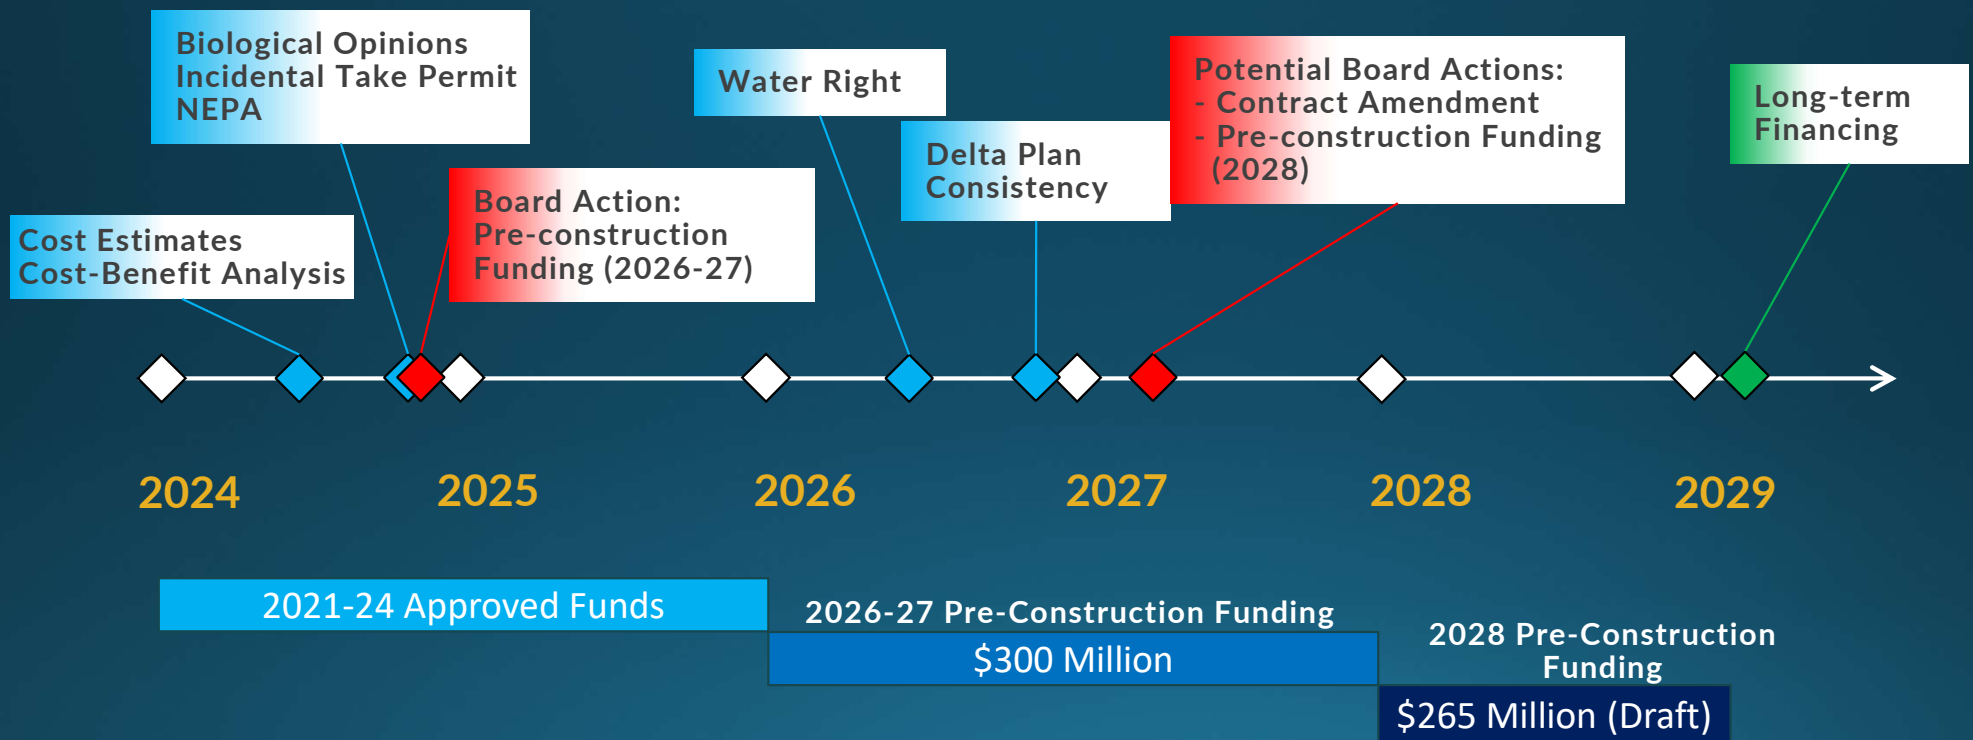 Biological Opinions
Incidental Take Permit
NEPA
Water Right
Potential Board Actions:
- Contract Amendment
- Pre-construction Funding
(2028)
Long-term
Financing
Delta Plan
Consistency
Board Action:
Pre-construction
Funding (2026-27)
Cost Estimates
Cost-Benefit Analysis
2024
2025
2026
2027
2028
2029
2021-24 Approved Funds
2026-27 Pre-Construction Funding
$300 Million
2028 Pre-Construction
Funding
$265 Million (Draft)